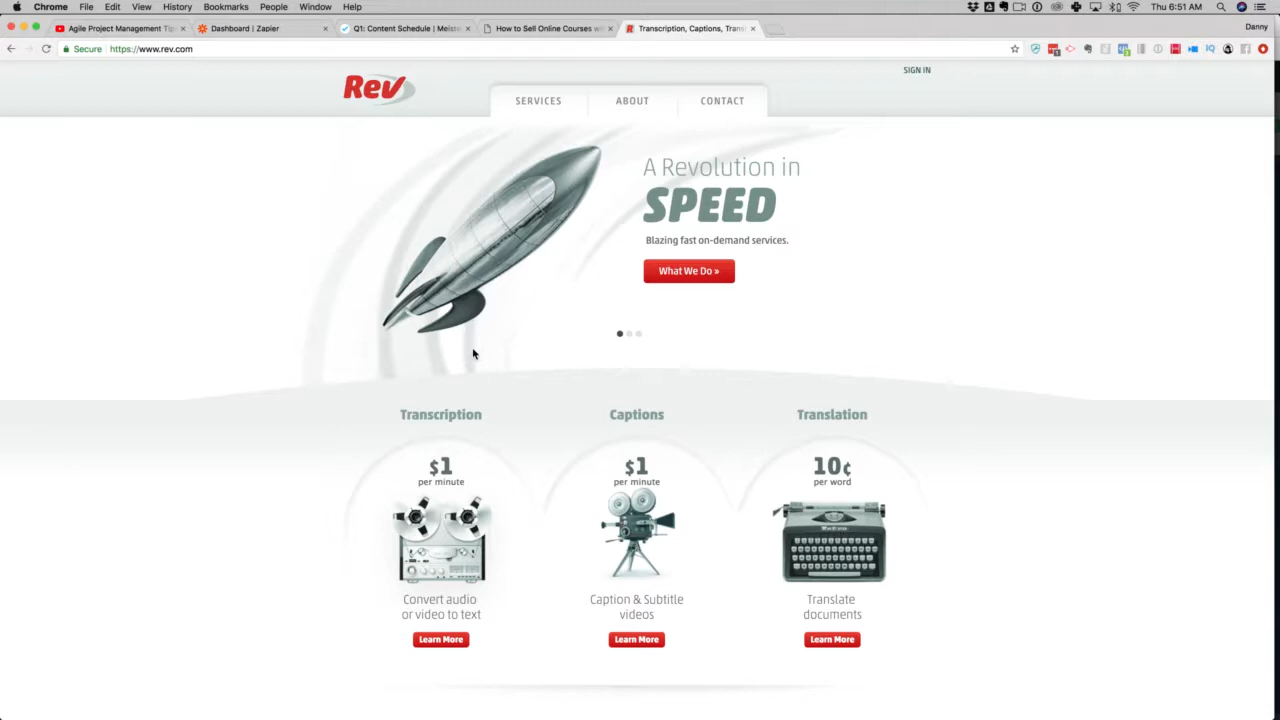 Chrome File Edit View History Bookmarks People Window Help
Thu 6:51 AM
Agile Project Management Ti
Dashboard | Zapier
Q1: Content Schedule | Meiste
How to Sell Online Courses wi
Transcription, Captions, Trans
Danny
Secure https://www.rev.com
SIGN IN
Rev
SERVICES ABOUT CONTACT
A Revolution in
SPEED
Blazing fast on-demand services.
What We Do »
Transcription Captions Translation
$1 $1 10¢
per minute per minute per word
Convert audio Caption & Subtitle Translate
or video to text videos documents
Learn More Learn More Learn More